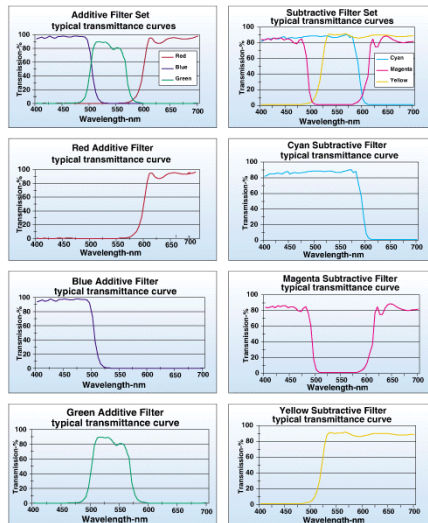 Additive Filter Set
typical transmittance curves
Transmission-%
100
80
60
40
20
0
Red
Blue
Green
400 450 500 550 600 650 700
Wavelength-nm
Subtractive Filter Set
typical transmittance curves
Transmission-%
100
80
60
40
20
0
Cyan
Magenta
Yellow
400 450 500 550 600 650 700
Wavelength-nm
Red Additive Filter
typical transmittance curve
Transmission-%
100
80
60
40
20
0
400 450 500 550 600 650 700
Wavelength-nm
Cyan Subtractive Filter
typical transmittance curve
Transmission-%
100
80
60
40
20
0
400 450 500 550 600 650 700
Wavelength-nm
Blue Additive Filter
typical transmittance curve
Transmission-%
100
80
60
40
20
0
400 450 500 550 600 650 700
Wavelength-nm
Magenta Subtractive Filter
typical transmittance curve
Transmission-%
100
80
60
40
20
0
400 450 500 550 600 650 700
Wavelength-nm
Green Additive Filter
typical transmittance curve
Transmission-%
100
80
60
40
20
0
400 450 500 550 600 650 700
Wavelength-nm
Yellow Subtractive Filter
typical transmittance curve
Transmission-%
100
80
60
40
20
0
400 450 500 550 600 650 700
Wavelength-nm